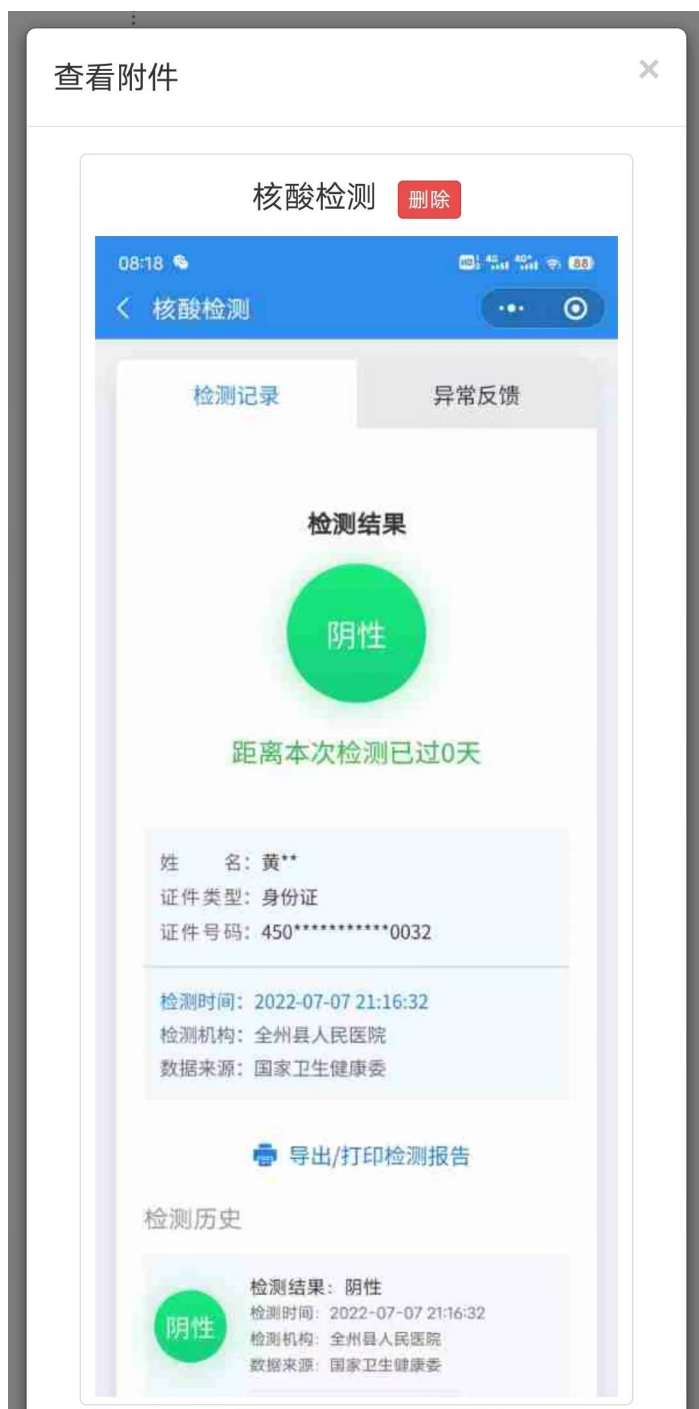 查看附件 ×
核酸检测 删除
08:18 88
核酸检测
检测记录 异常反馈
检测结果
阴性
距离本次检测已过0天
姓 名：黄**
证件类型：身份证
证件号码：450***********0032
检测时间：2022-07-07 21:16:32
检测机构：全州县人民医院
数据来源：国家卫生健康委
导出/打印检测报告
检测历史
阴性
检测结果：阴性
检测时间：2022-07-07 21:16:32
检测机构：全州县人民医院
数据来源：国家卫生健康委